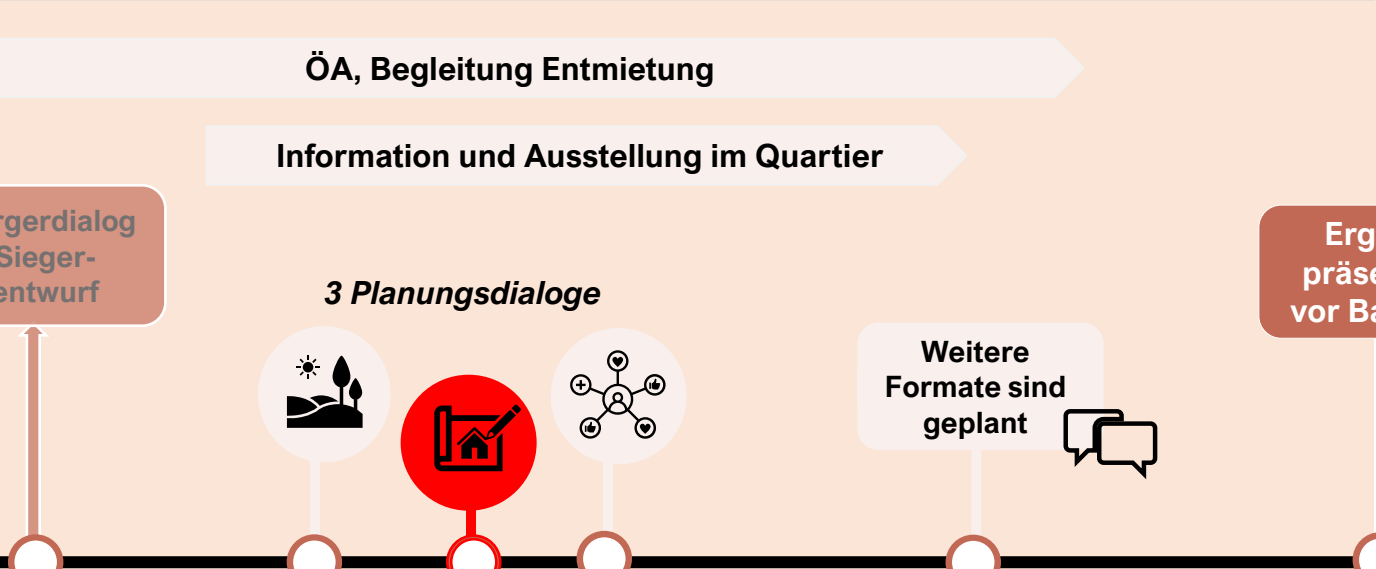 ÖA, Begleitung Entmietung
Information und Ausstellung im Quartier
rgerdialog
Sieger-
entwurf
3 Planungsdialoge
Weitere
Formate sind
geplant
Erg
präse
vor Ba